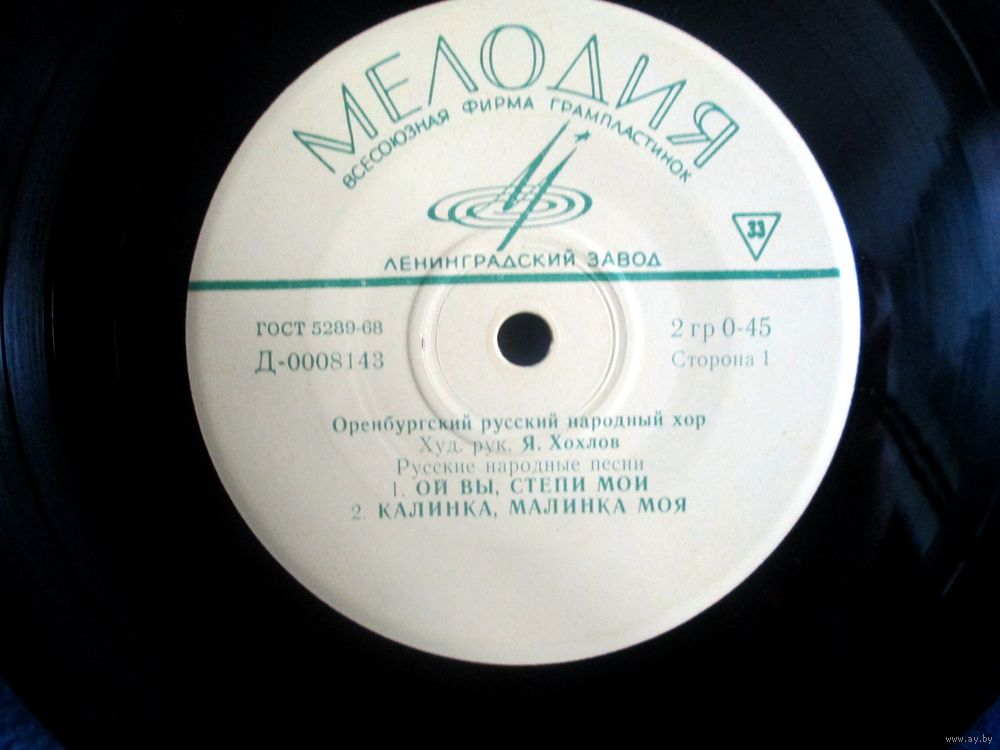 МЕЛОДИЯ
ВСЕСОЮЗНАЯ ФИРМА ГРАМПЛАСТИНОК
33
ЛЕНИНГРАДСКИЙ ЗАВОД
ГОСТ 5289-68
2 гр 0-45
Д-0008143
Сторона 1
Оренбургский русский народный хор
Худ. рук. Я. Хохлов
Русские народные песни
1. ОЙ ВЫ, СТЕПИ МОИ
2. КАЛИНКА, МАЛИНКА МОЯ
www.ay.by